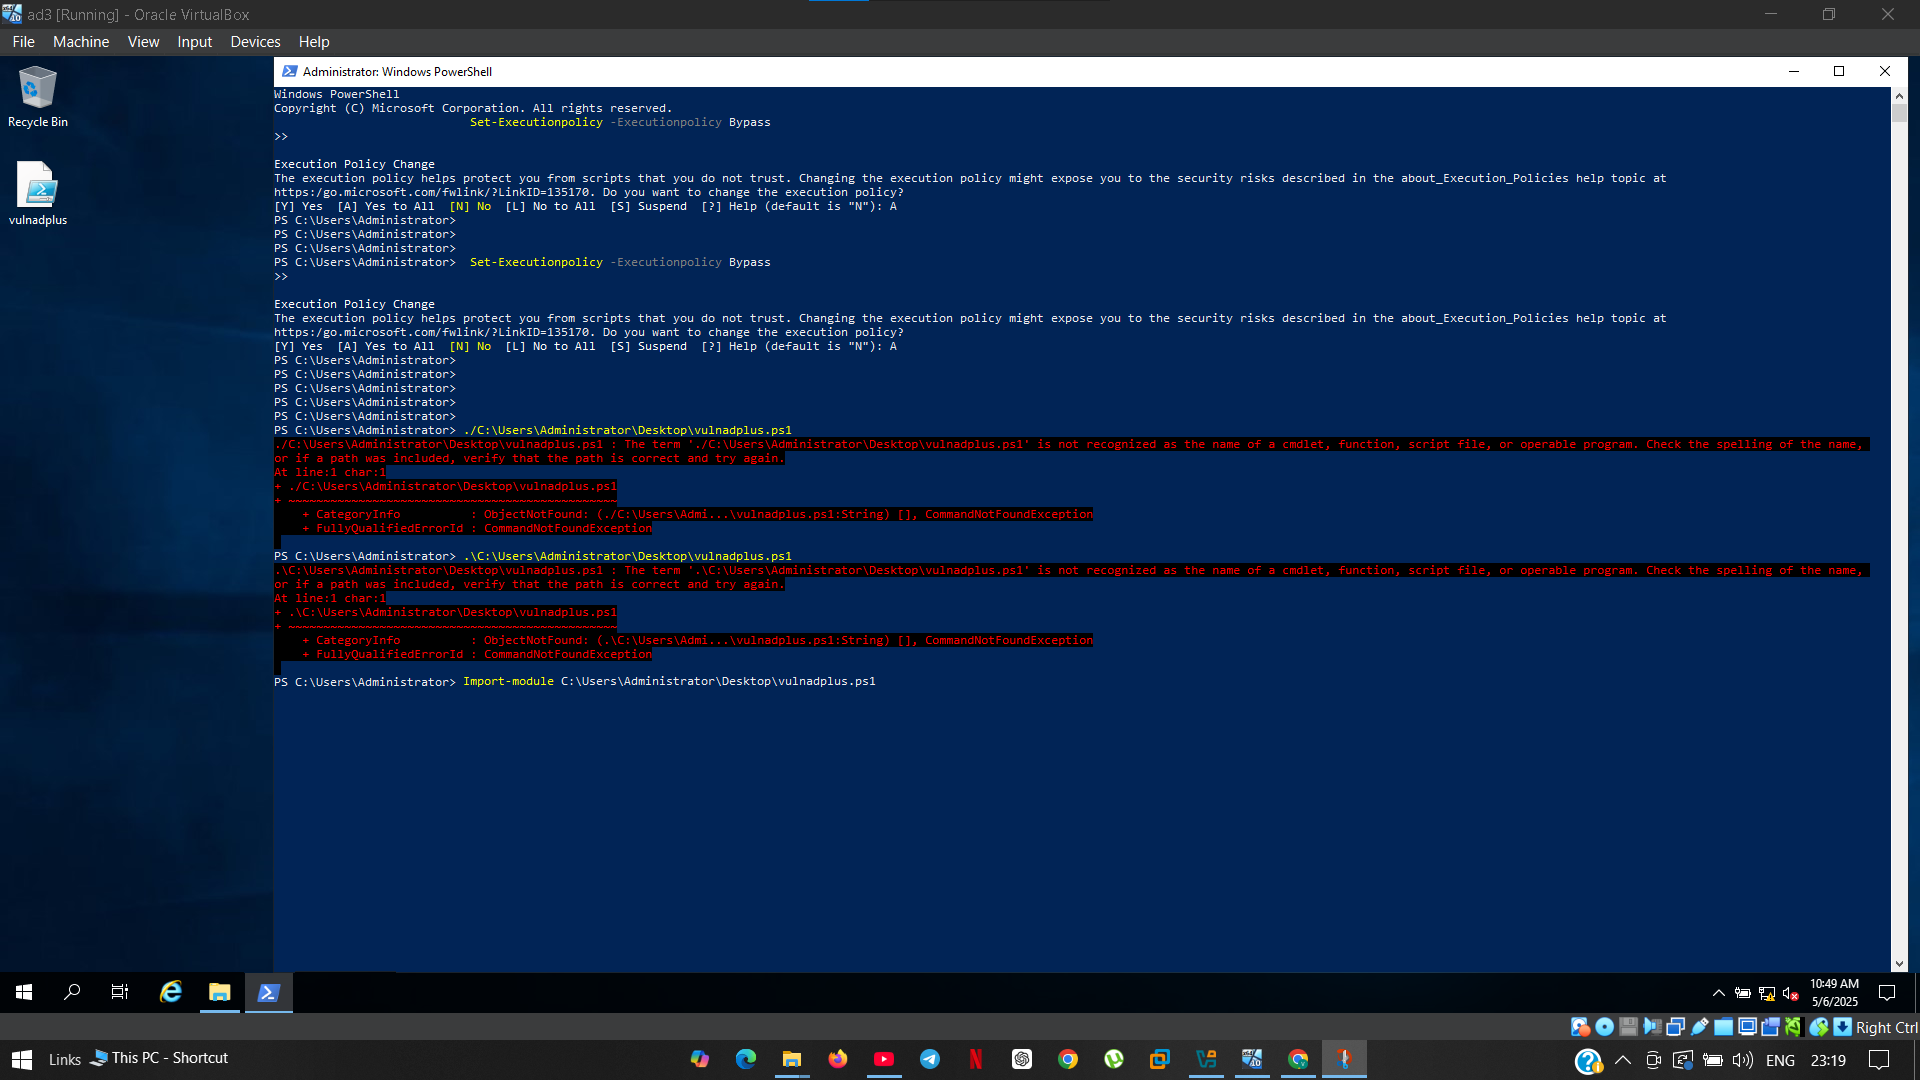 ad3 [Running] - Oracle VirtualBox
File Machine View Input Devices Help
Recycle Bin
vulnadplus
Administrator: Windows PowerShell
Windows PowerShell
Copyright (C) Microsoft Corporation. All rights reserved.
Set-Executionpolicy -Executionpolicy Bypass
>>
Execution Policy Change
The execution policy helps protect you from scripts that you do not trust. Changing the execution policy might expose you to the security risks described in the about_Execution_Policies help topic at
https:/go.microsoft.com/fwlink/?LinkID=135170. Do you want to change the execution policy?
[Y] Yes  [A] Yes to All  [N] No  [L] No to All  [S] Suspend  [?] Help (default is "N"): A
PS C:\Users\Administrator>
PS C:\Users\Administrator>
PS C:\Users\Administrator>
PS C:\Users\Administrator>  Set-Executionpolicy -Executionpolicy Bypass
>>
Execution Policy Change
The execution policy helps protect you from scripts that you do not trust. Changing the execution policy might expose you to the security risks described in the about_Execution_Policies help topic at
https:/go.microsoft.com/fwlink/?LinkID=135170. Do you want to change the execution policy?
[Y] Yes  [A] Yes to All  [N] No  [L] No to All  [S] Suspend  [?] Help (default is "N"): A
PS C:\Users\Administrator>
PS C:\Users\Administrator>
PS C:\Users\Administrator>
PS C:\Users\Administrator>
PS C:\Users\Administrator>
PS C:\Users\Administrator> ./C:\Users\Administrator\Desktop\vulnadplus.ps1
./C:\Users\Administrator\Desktop\vulnadplus.ps1 : The term './C:\Users\Administrator\Desktop\vulnadplus.ps1' is not recognized as the name of a cmdlet, function, script file, or operable program. Check the spelling of the name,
or if a path was included, verify that the path is correct and try again.
At line:1 char:1
+ ./C:\Users\Administrator\Desktop\vulnadplus.ps1
+ ~~~~~~~~~~~~~~~~~~~~~~~~~~~~~~~~~~~~~~~~~~~~~~~
+ CategoryInfo          : ObjectNotFound: (./C:\Users\Admi...\vulnadplus.ps1:String) [], CommandNotFoundException
+ FullyQualifiedErrorId : CommandNotFoundException
PS C:\Users\Administrator> .\C:\Users\Administrator\Desktop\vulnadplus.ps1
.\C:\Users\Administrator\Desktop\vulnadplus.ps1 : The term '.\C:\Users\Administrator\Desktop\vulnadplus.ps1' is not recognized as the name of a cmdlet, function, script file, or operable program. Check the spelling of the name,
or if a path was included, verify that the path is correct and try again.
At line:1 char:1
+ .\C:\Users\Administrator\Desktop\vulnadplus.ps1
+ ~~~~~~~~~~~~~~~~~~~~~~~~~~~~~~~~~~~~~~~~~~~~~~~
+ CategoryInfo          : ObjectNotFound: (.\C:\Users\Admi...\vulnadplus.ps1:String) [], CommandNotFoundException
+ FullyQualifiedErrorId : CommandNotFoundException
PS C:\Users\Administrator> Import-module C:\Users\Administrator\Desktop\vulnadplus.ps1
10:49 AM
5/6/2025
Right Ctrl
Links This PC - Shortcut
ENG 23:19